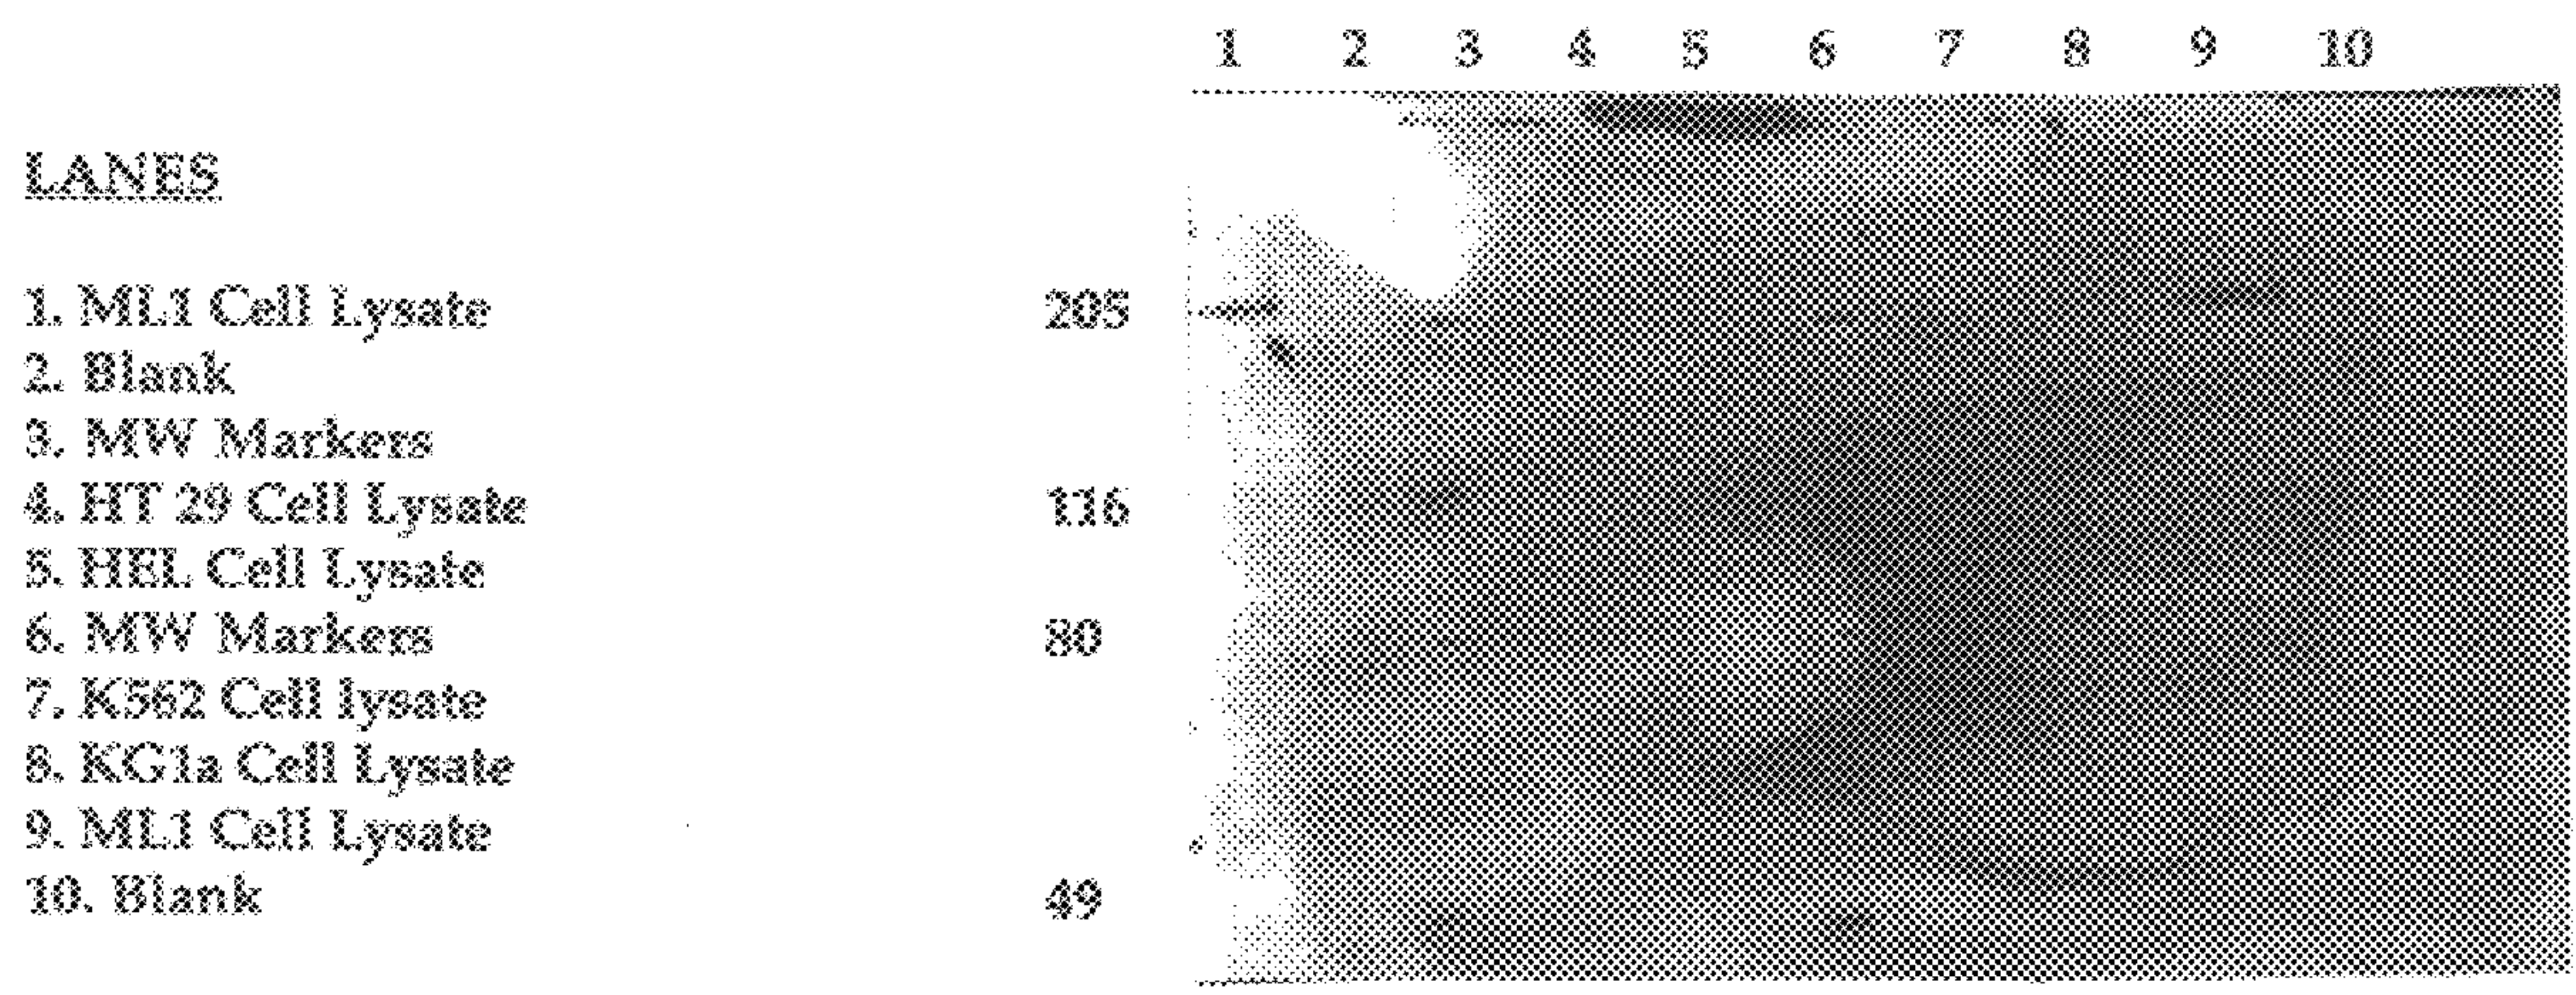 1 2 3 4 5 6 7 8 9 10
LANES
1. ML1 Cell Lysate
2. Blank
3. MW Markers
4. HT 29 Cell Lysate
5. HEL Cell Lysate
6. MW Markers
7. K562 Cell lysate
8. KG1a Cell Lysate
9. ML1 Cell Lysate
10. Blank
205
116
80
49